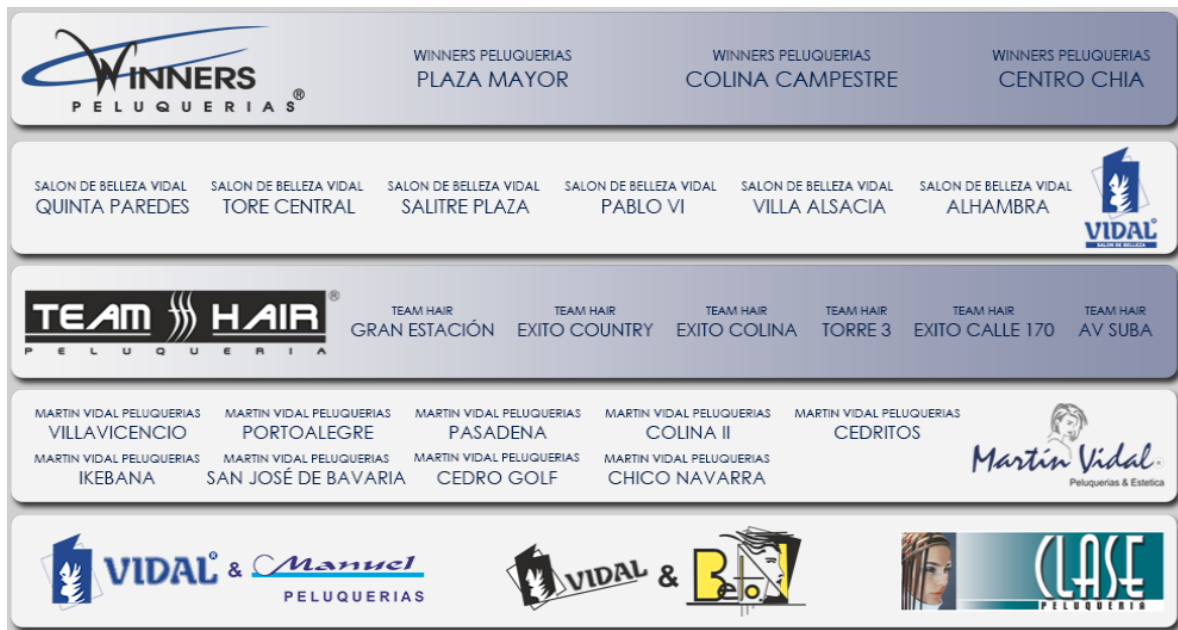 WINNERS
PELUQUERIAS®
WINNERS PELUQUERIAS
PLAZA MAYOR
WINNERS PELUQUERIAS
COLINA CAMPESTRE
WINNERS PELUQUERIAS
CENTRO CHIA
SALON DE BELLEZA VIDAL
QUINTA PAREDES
SALON DE BELLEZA VIDAL
TORE CENTRAL
SALON DE BELLEZA VIDAL
SALITRE PLAZA
SALON DE BELLEZA VIDAL
PABLO VI
SALON DE BELLEZA VIDAL
VILLA ALSACIA
SALON DE BELLEZA VIDAL
ALHAMBRA
VIDAL®
SALON DE BELLEZA
TEAM HAIR®
PELUQUERIA
TEAM HAIR
GRAN ESTACIÓN
TEAM HAIR
EXITO COUNTRY
TEAM HAIR
EXITO COLINA
TEAM HAIR
TORRE 3
TEAM HAIR
EXITO CALLE 170
TEAM HAIR
AV SUBA
MARTIN VIDAL PELUQUERIAS
VILLAVICENCIO
MARTIN VIDAL PELUQUERIAS
PORTOALEGRE
MARTIN VIDAL PELUQUERIAS
PASADENA
MARTIN VIDAL PELUQUERIAS
COLINA II
MARTIN VIDAL PELUQUERIAS
CEDRITOS
MARTIN VIDAL PELUQUERIAS
IKEBANA
MARTIN VIDAL PELUQUERIAS
SAN JOSÉ DE BAVARIA
MARTIN VIDAL PELUQUERIAS
CEDRO GOLF
MARTIN VIDAL PELUQUERIAS
CHICO NAVARRA
Martín Vidal®
Peluquerias & Estetica
VIDAL® & Manuel
PELUQUERIAS
VIDAL &
CLASE
PELUQUERIA